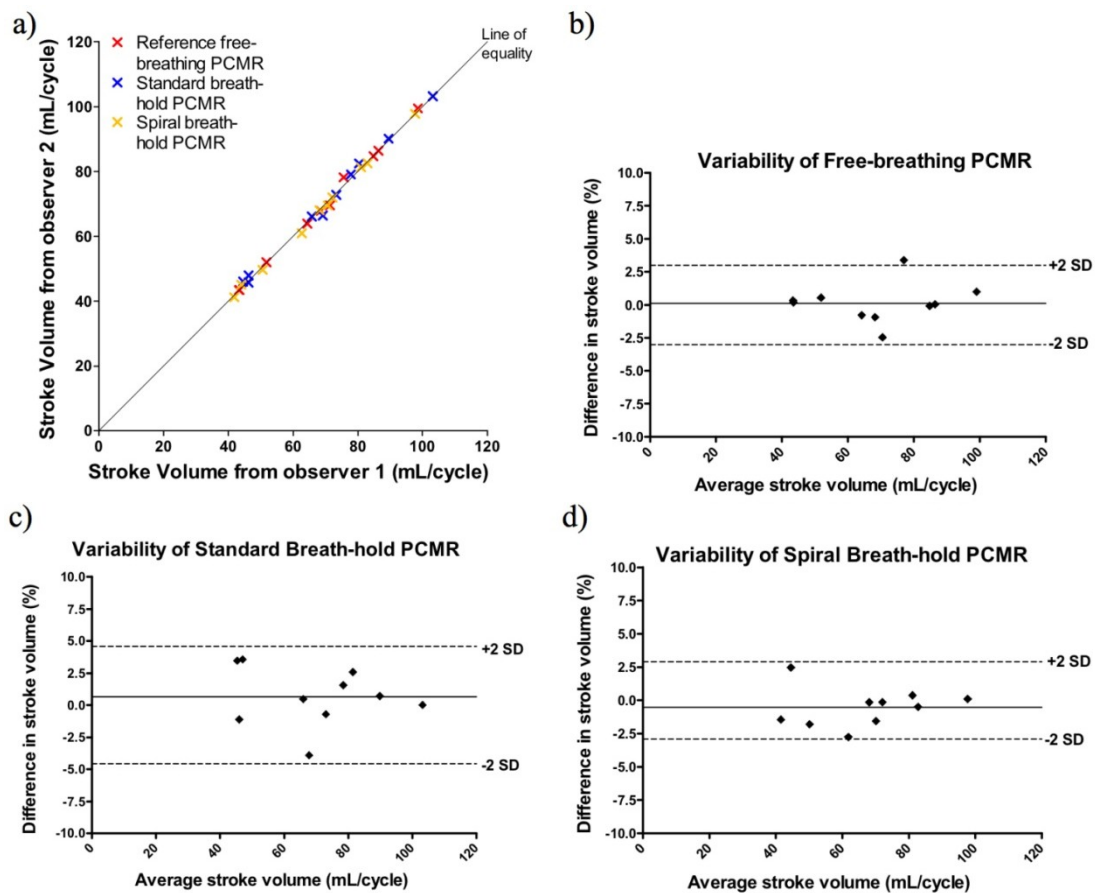 a)
Reference free-
breathing PCMR
Standard breath-
hold PCMR
Spiral breath-
hold PCMR
Line of
equality
Stroke Volume from observer 2 (mL/cycle)
120
100
80
60
40
20
0
0 20 40 60 80 100 120
Stroke Volume from observer 1 (mL/cycle)
b)
Variability of Free-breathing PCMR
Difference in stroke volume (%)
10.0
7.5
5.0
2.5
0.0
-2.5
-5.0
-7.5
-10.0
+2 SD
-2 SD
0 20 40 60 80 100 120
Average stroke volume (mL/cycle)
c)
Variability of Standard Breath-hold PCMR
Difference in stroke volume (%)
10.0
7.5
5.0
2.5
0.0
-2.5
-5.0
-7.5
-10.0
+2 SD
-2 SD
0 20 40 60 80 100 120
Average stroke volume (mL/cycle)
d)
Variability of Spiral Breath-hold PCMR
Difference in stroke volume (%)
10.0
7.5
5.0
2.5
0.0
-2.5
-5.0
-7.5
-10.0
+2 SD
-2 SD
0 20 40 60 80 100 120
Average stroke volume (mL/cycle)